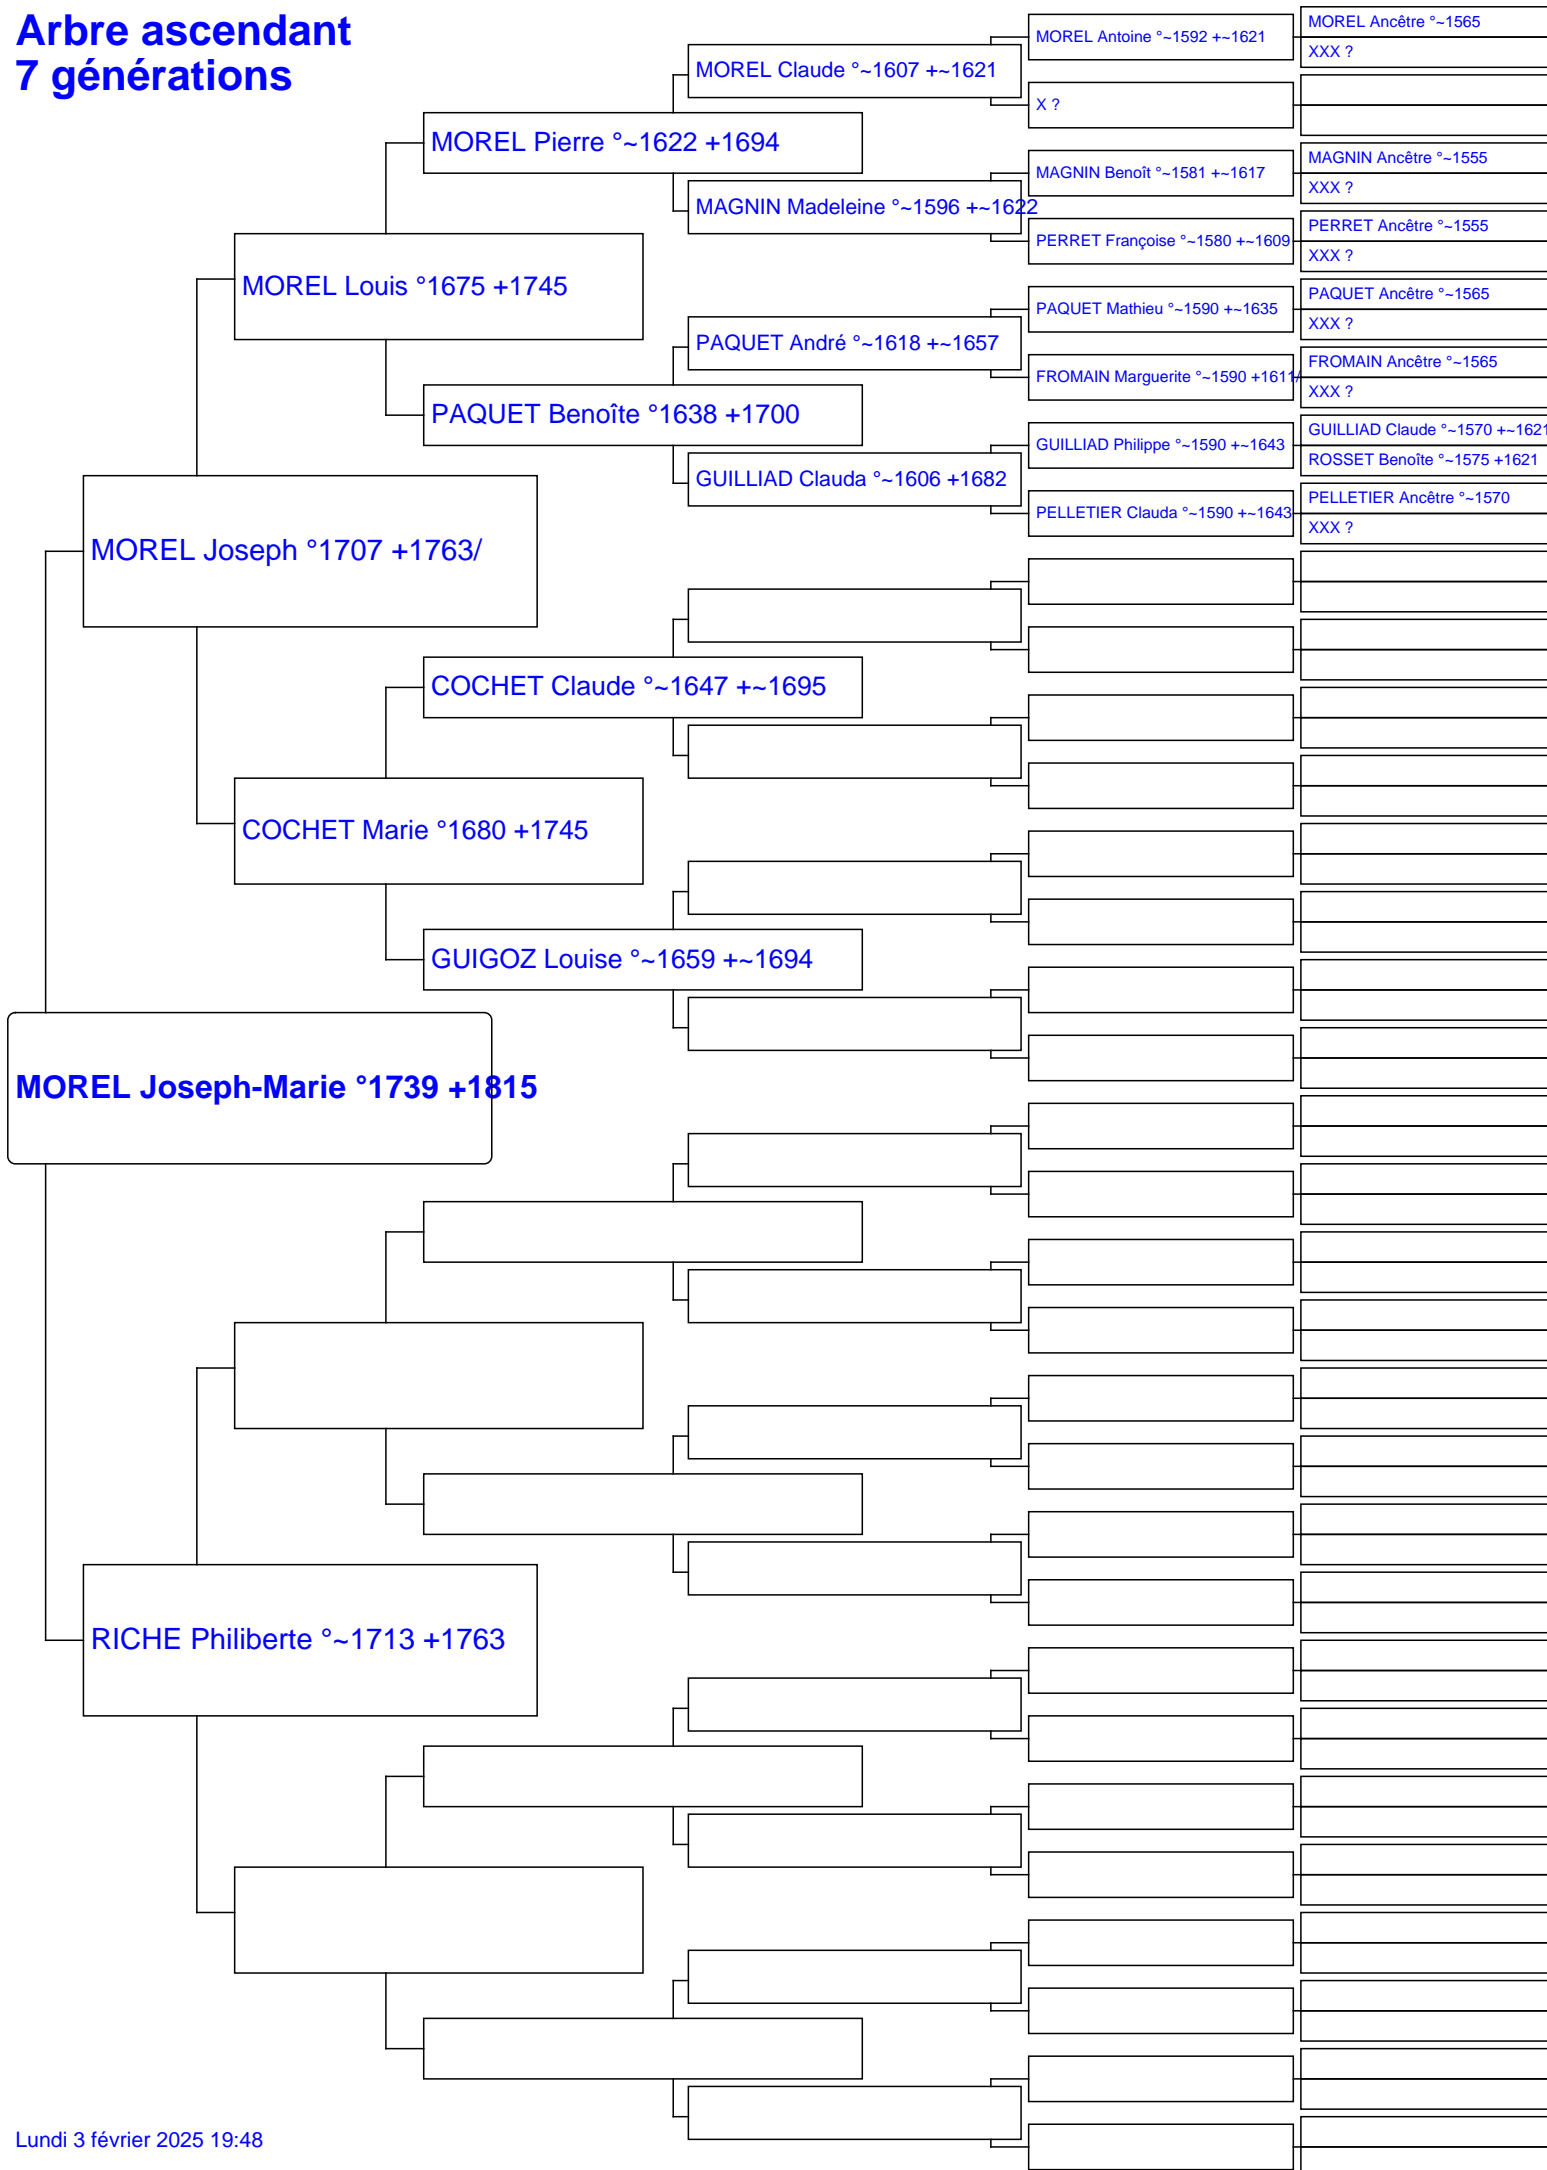 Arbre ascendant
7 générations
MOREL Antoine °~1592 +~1621
MOREL Ancêtre °~1565
XXX ?
MOREL Claude °~1607 +~1621
X ?
MOREL Pierre °~1622 +1694
MAGNIN Benoît °~1581 +~1617
MAGNIN Ancêtre °~1555
XXX ?
MAGNIN Madeleine °~1596 +~1622
PERRET Françoise °~1580 +~1609
PERRET Ancêtre °~1555
XXX ?
MOREL Louis °1675 +1745
PAQUET Mathieu °~1590 +~1635
PAQUET Ancêtre °~1565
XXX ?
PAQUET André °~1618 +~1657
FROMAIN Marguerite °~1590 +1611/
FROMAIN Ancêtre °~1565
XXX ?
PAQUET Benoîte °1638 +1700
GUILLIAD Philippe °~1590 +~1643
GUILLIAD Claude °~1570 +~1621
ROSSET Benoîte °~1575 +1621
GUILLIAD Clauda °~1606 +1682
PELLETIER Clauda °~1590 +~1643
PELLETIER Ancêtre °~1570
XXX ?
MOREL Joseph °1707 +1763/
COCHET Claude °~1647 +~1695
COCHET Marie °1680 +1745
GUIGOZ Louise °~1659 +~1694
MOREL Joseph-Marie °1739 +1815
RICHE Philiberte °~1713 +1763
Lundi 3 février 2025 19:48